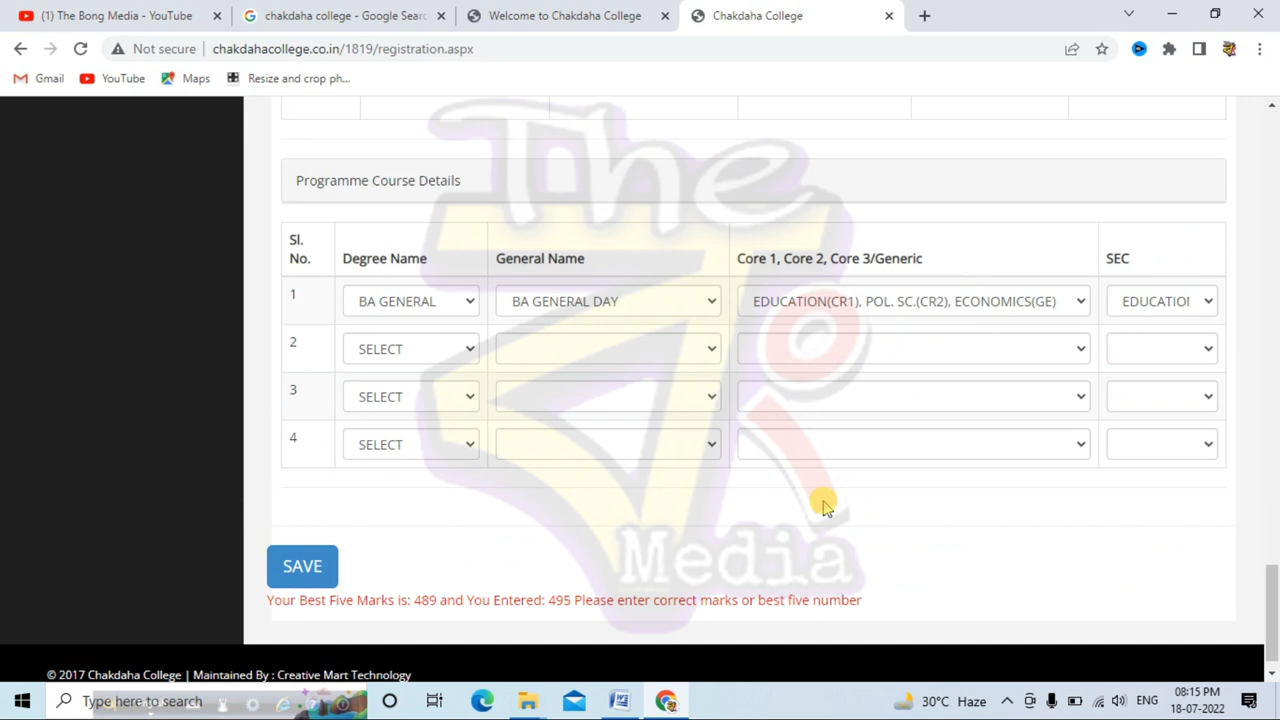 (1) The Bong Media - YouTube
chakdaha college - Google Searc
Welcome to Chakdaha College
Chakdaha College
Not secure
chakdahacollege.co.in/1819/registration.aspx
Gmail
YouTube
Maps
Resize and crop ph...
The
Programme Course Details
Sl. No.
Degree Name
General Name
Core 1, Core 2, Core 3/Generic
SEC
1
BA GENERAL
BA GENERAL DAY
EDUCATION(CR1), POL. SC.(CR2), ECONOMICS(GE)
EDUCATIO
2
SELECT
3
SELECT
4
SELECT
Media
SAVE
Your Best Five Marks is: 489 and You Entered: 495 Please enter correct marks or best five number
© 2017 Chakdaha College | Maintained By : Creative Mart Technology
Type here to search
30°C Haze
ENG
08:15 PM
18-07-2022